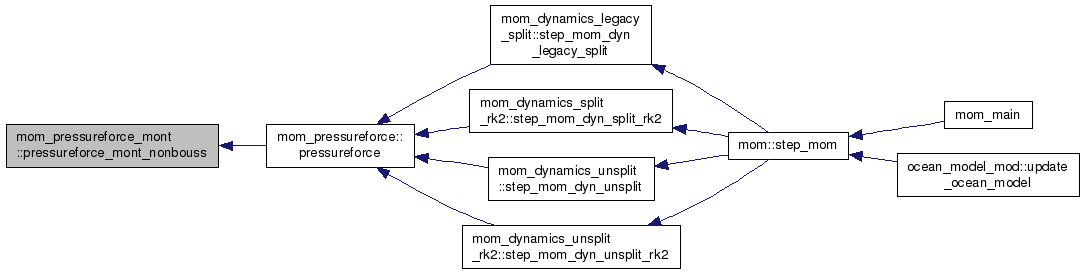 mom_pressureforce_mont
::pressureforce_mont_nonbouss
mom_pressureforce::
pressureforce
mom_dynamics_legacy
_split::step_mom_dyn
_legacy_split
mom_dynamics_split
_rk2::step_mom_dyn_split_rk2
mom_dynamics_unsplit
::step_mom_dyn_unsplit
mom_dynamics_unsplit
_rk2::step_mom_dyn_unsplit_rk2
mom::step_mom
mom_main
ocean_model_mod::update
_ocean_model